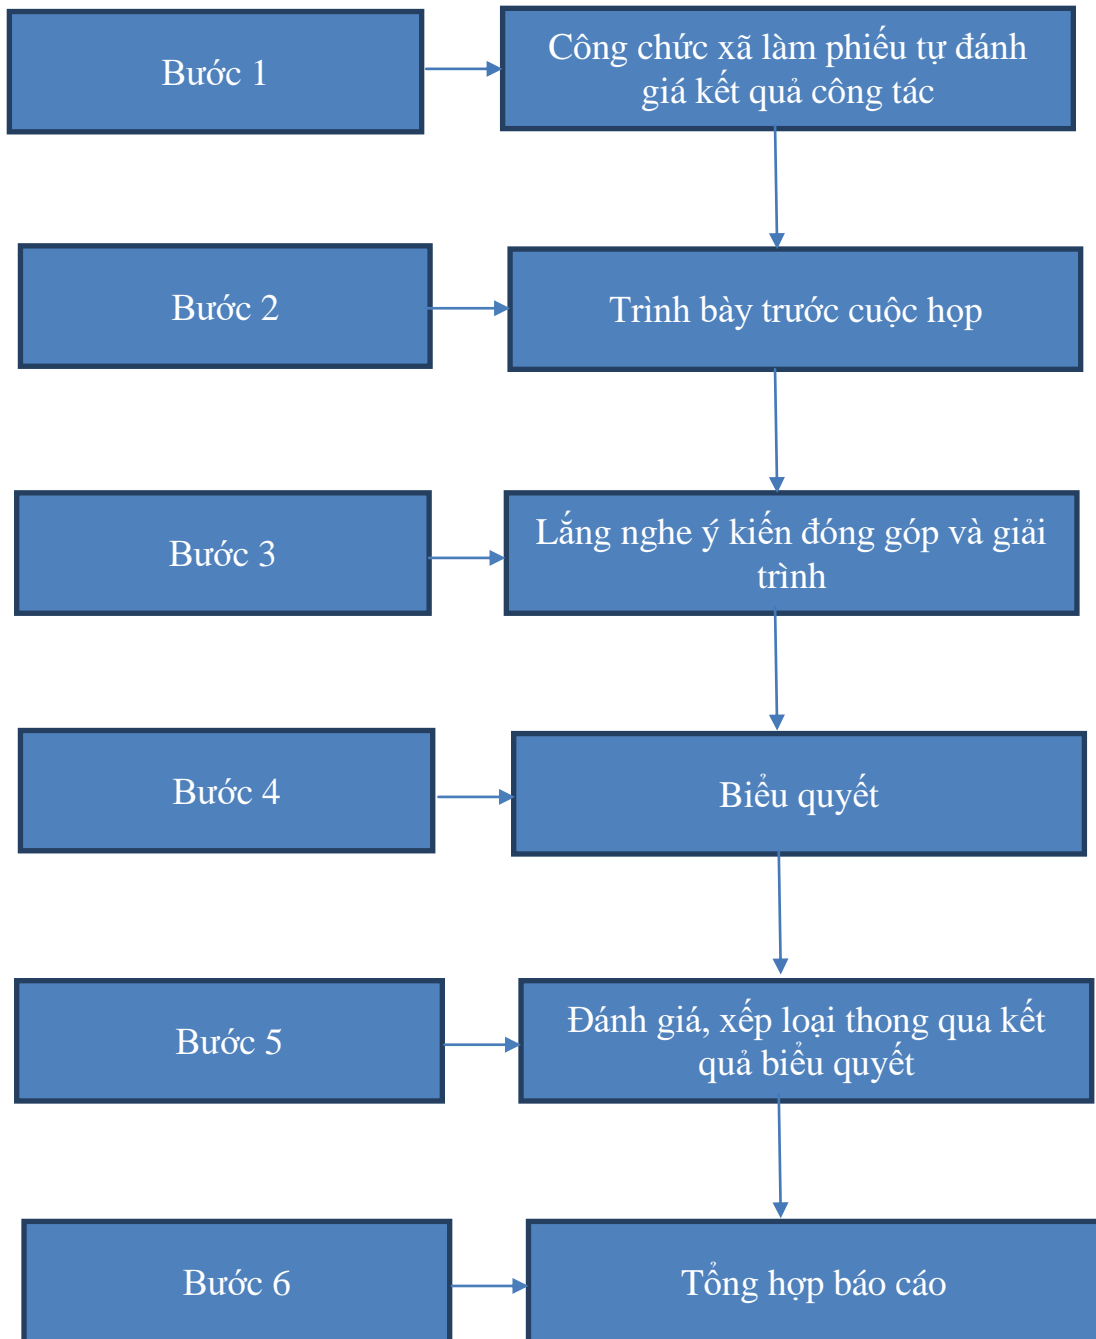 Bước 1
Công chức xã làm phiếu tự đánh
giá kết quả công tác
Bước 2
Trình bày trước cuộc họp
Bước 3
Lắng nghe ý kiến đóng góp và giải
trình
Bước 4
Biểu quyết
Bước 5
Đánh giá, xếp loại thong qua kết
quả biểu quyết
Bước 6
Tổng hợp báo cáo